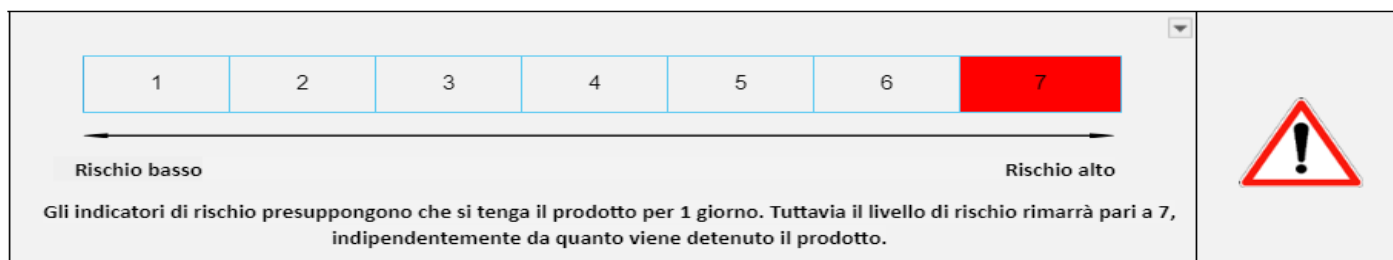 1 2 3 4 5 6 7
Rischio basso Rischio alto
Gli indicatori di rischio presuppongono che si tenga il prodotto per 1 giorno. Tuttavia il livello di rischio rimarrà pari a 7,
indipendentemente da quanto viene detenuto il prodotto.